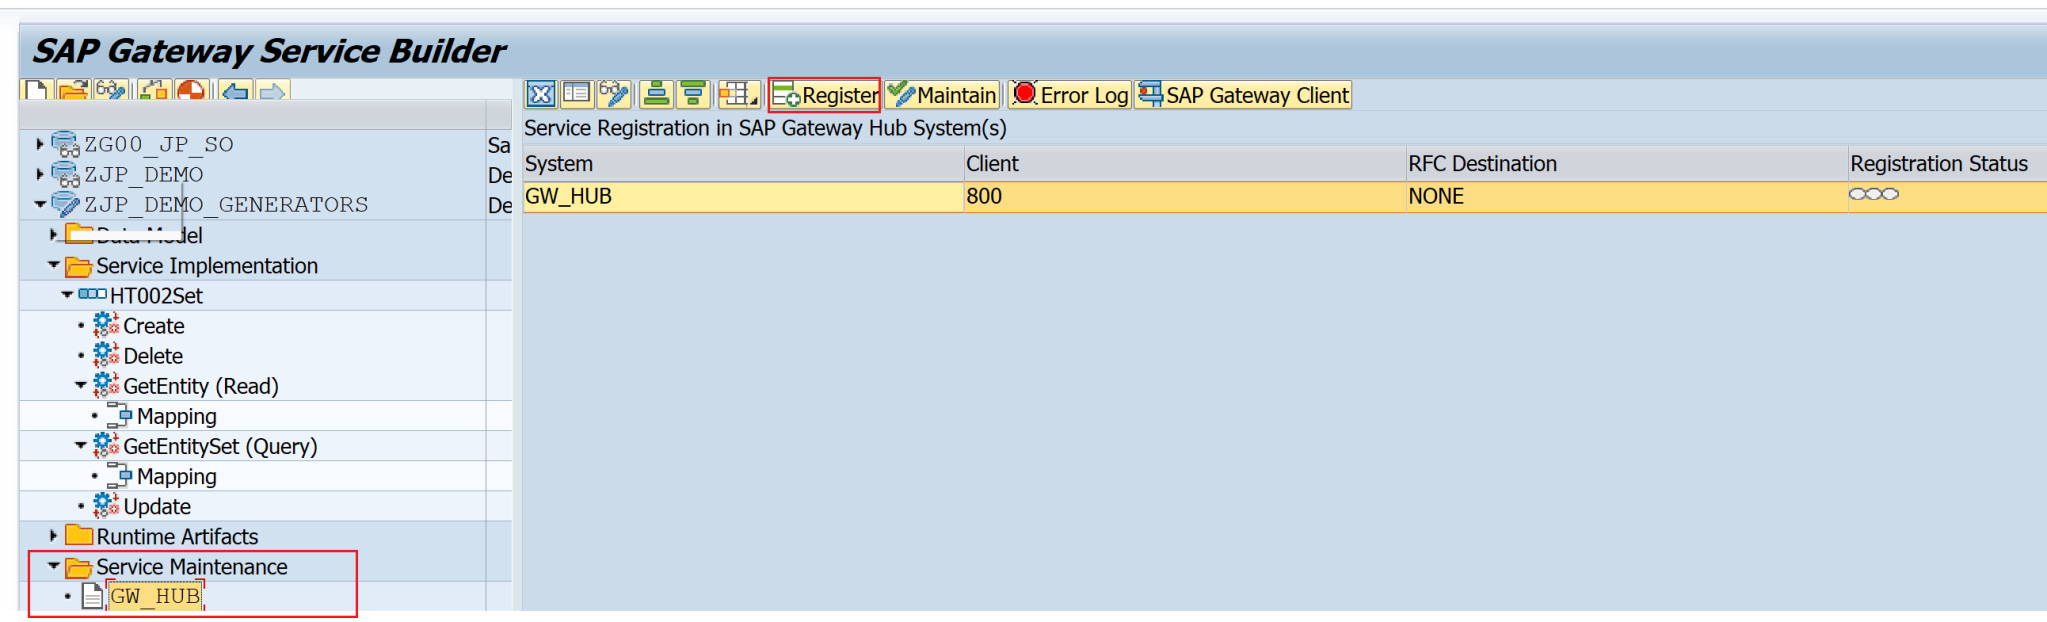 SAP Gateway Service Builder
Register Maintain Error Log SAP Gateway Client
Service Registration in SAP Gateway Hub System(s)
System Client RFC Destination Registration Status
GW_HUB 800 NONE
ZG00_JP_SO Sa
ZJP_DEMO De
ZJP_DEMO_GENERATORS De
Data Model
Service Implementation
HT002Set
Create
Delete
GetEntity (Read)
Mapping
GetEntitySet (Query)
Mapping
Update
Runtime Artifacts
Service Maintenance
GW_HUB